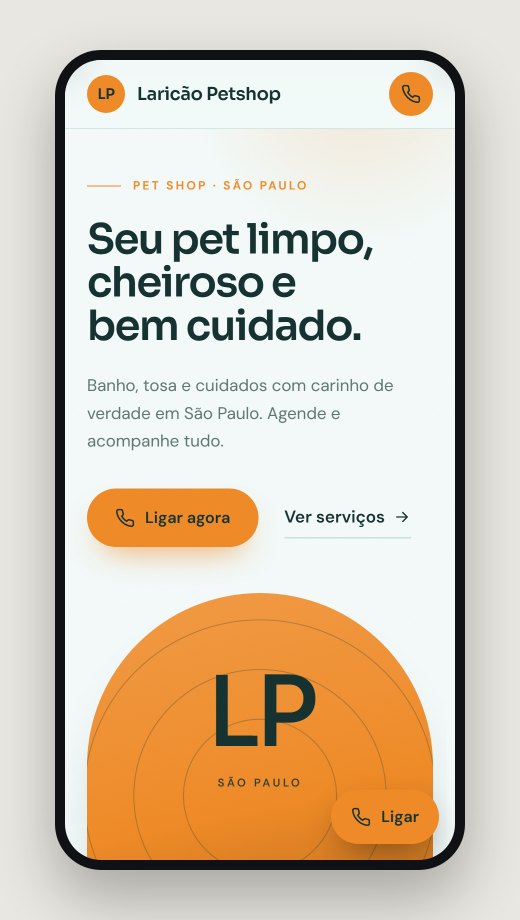 LP Laricão Petshop
PET SHOP · SÃO PAULO
Seu pet limpo,
cheiroso e
bem cuidado.
Banho, tosa e cuidados com carinho de
verdade em São Paulo. Agende e
acompanhe tudo.
Ligar agora Ver serviços →
LP
SÃO PAULO
Ligar